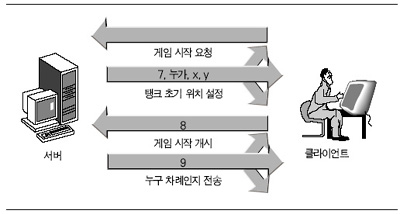 게임 시작 요청
7, 누가, x, y
탱크 초기 위치 설정
8
게임 시작 개시
9
누구 차례인지 전송
서버
클라이언트